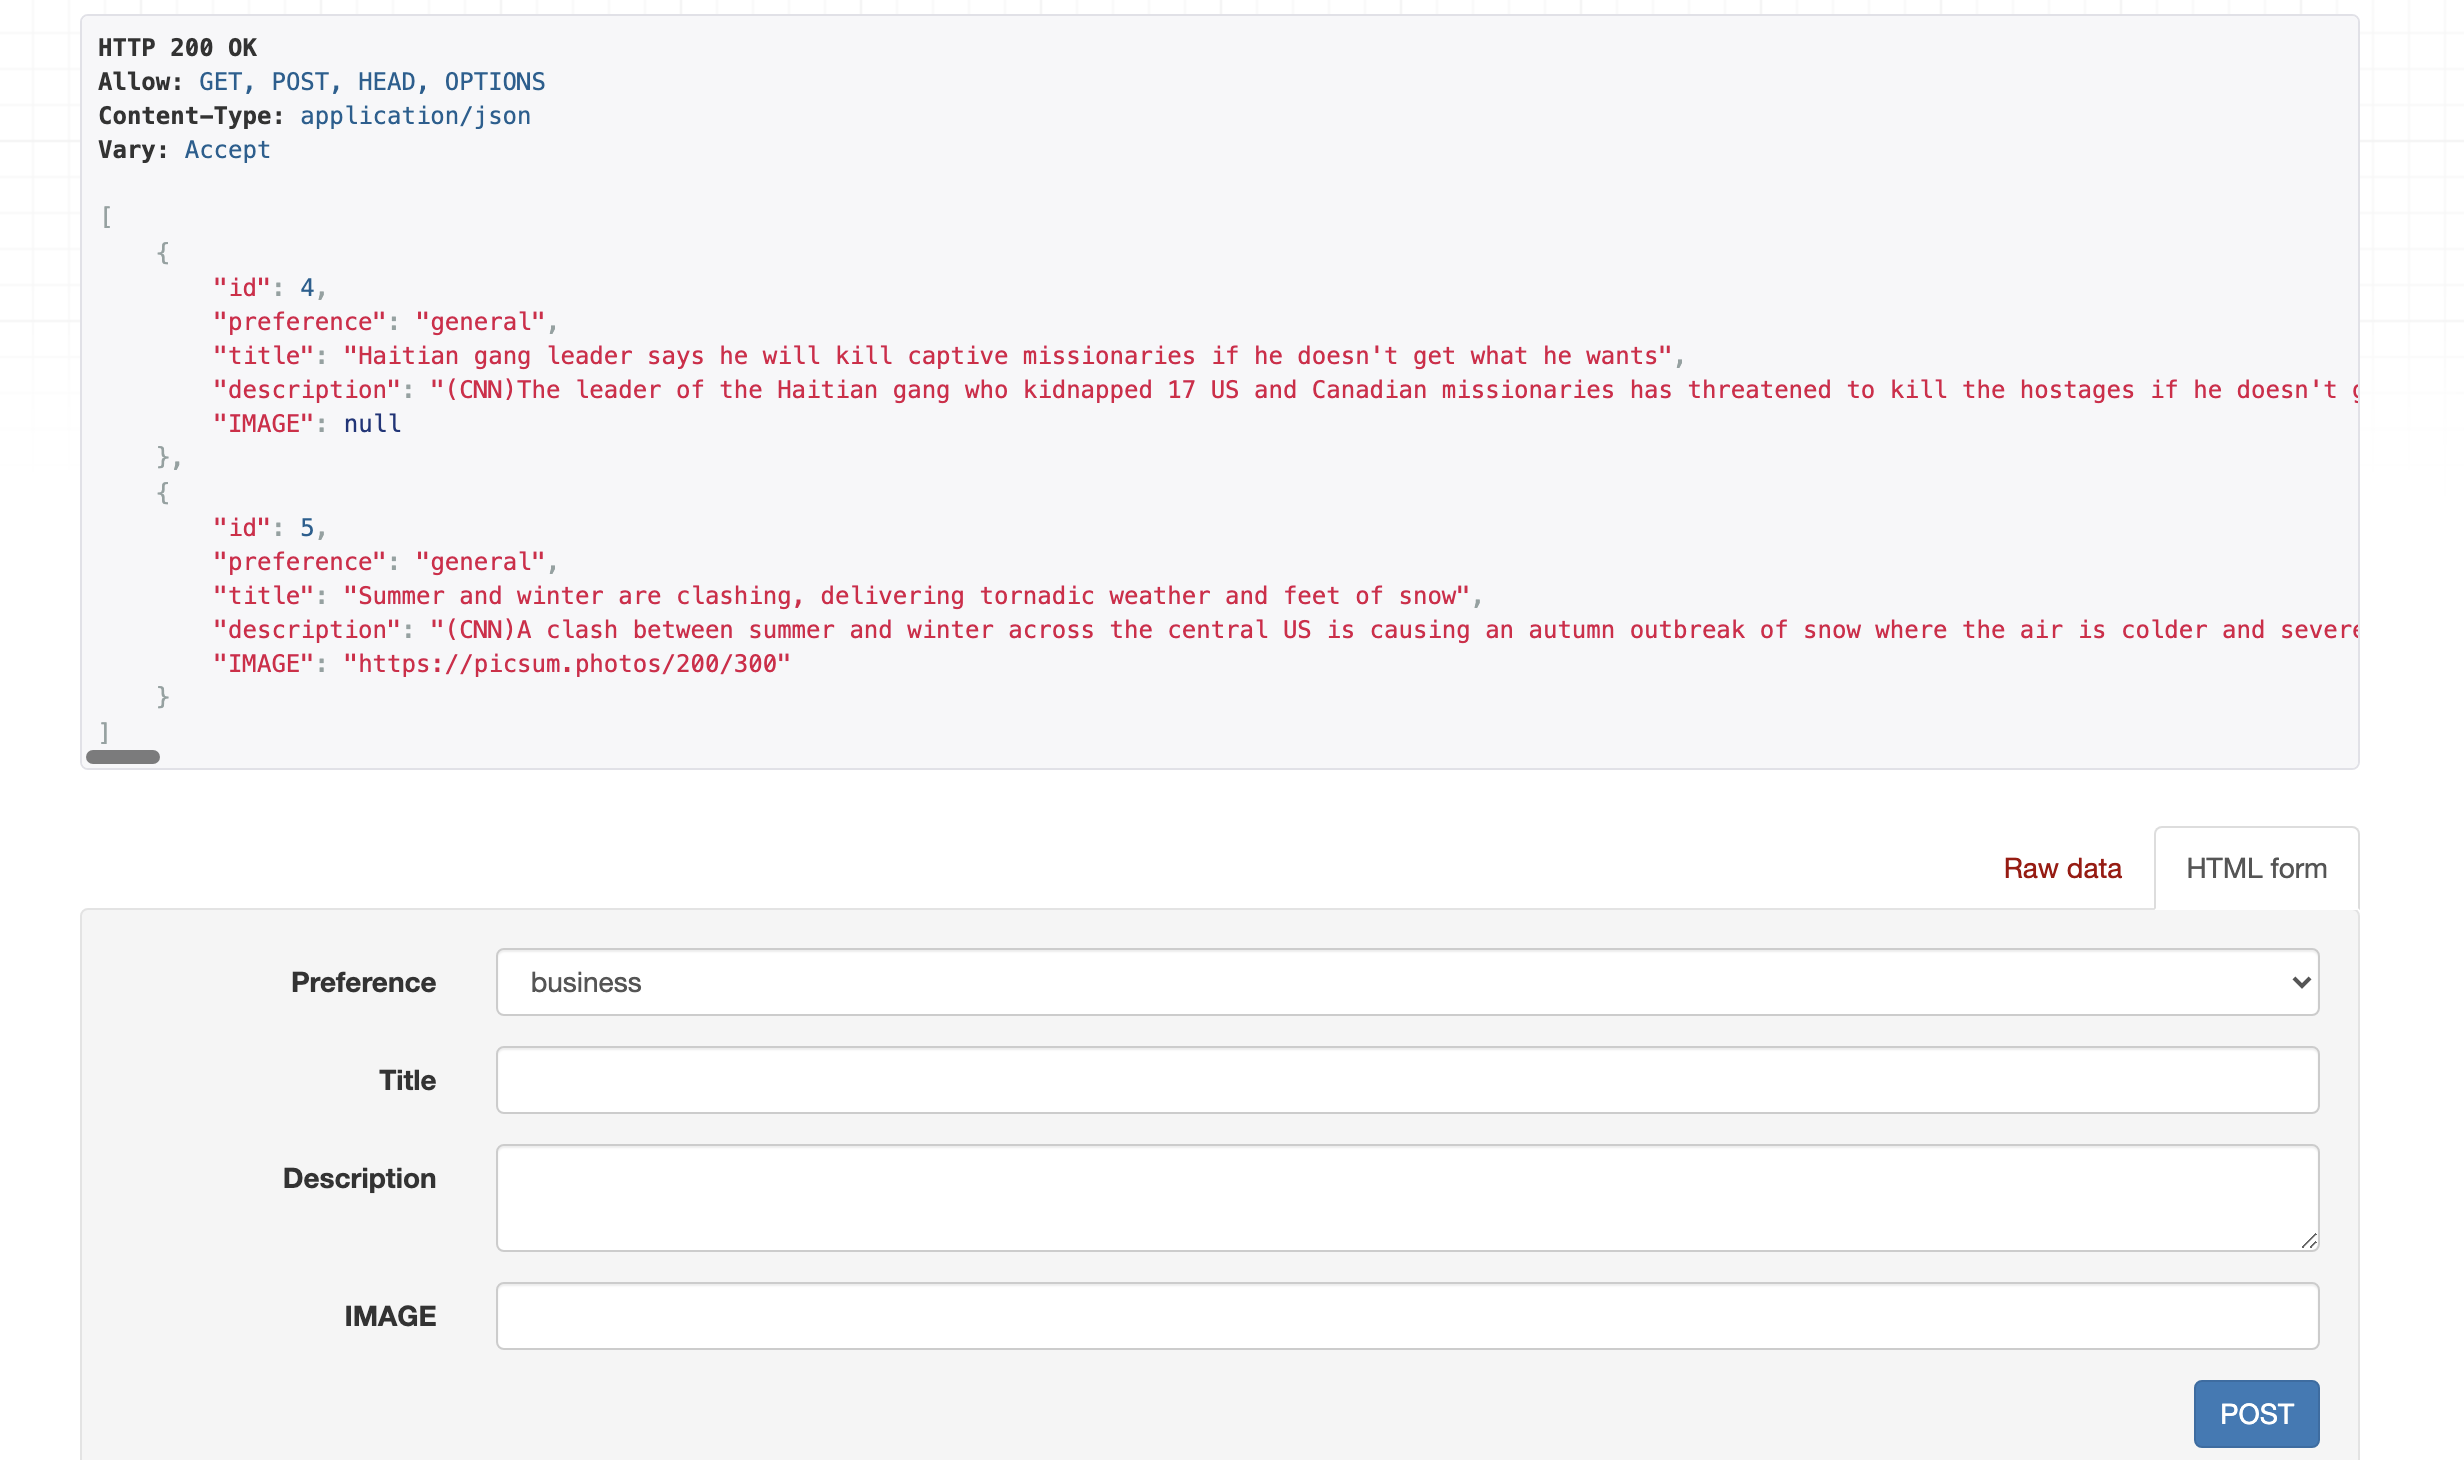 HTTP 200 OK
Allow: GET, POST, HEAD, OPTIONS
Content-Type: application/json
Vary: Accept
[
{
"id": 4,
"preference": "general",
"title": "Haitian gang leader says he will kill captive missionaries if he doesn't get what he wants",
"description": "(CNN)The leader of the Haitian gang who kidnapped 17 US and Canadian missionaries has threatened to kill the hostages if he doesn't
"IMAGE": null
},
{
"id": 5,
"preference": "general",
"title": "Summer and winter are clashing, delivering tornadic weather and feet of snow",
"description": "(CNN)A clash between summer and winter across the central US is causing an autumn outbreak of snow where the air is colder and severe
"IMAGE": "https://picsum.photos/200/300"
}
]
Raw data
HTML form
Preference
business
Title
Description
IMAGE
POST